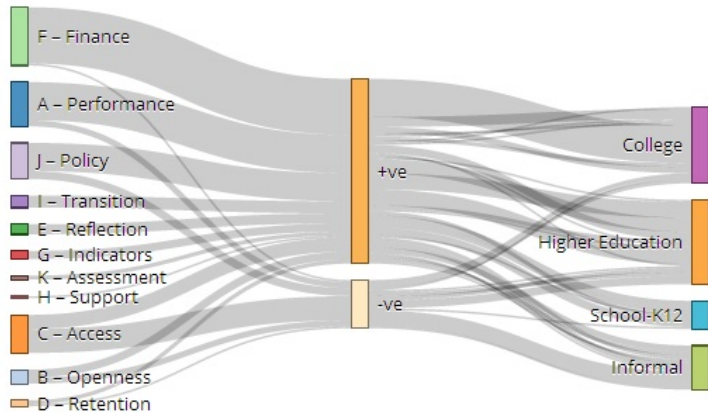 F – Finance
A – Performance
J – Policy
I – Transition
E – Reflection
G – Indicators
K – Assessment
H – Support
C – Access
B – Openness
D – Retention
+ve
-ve
College
Higher Education
School-K12
Informal